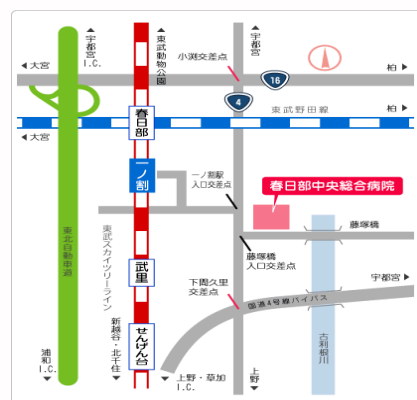 宇都宮
I.C.
東武動物
公園
宇都宮
小渕交差点
大宮
柏
16
4
東武野田線
春日部
大宮
柏
一ノ割
一ノ割駅
入口交差点
春日部中央総合病院
藤塚橋
東北自動車道
東武スカイツリーライン
藤塚橋
入口交差点
武里
下間久里
交差点
宇都宮
国道4号線バイパス
古利根川
せんげん台
新越谷・北千住
浦和
I.C.
上野・草加
I.C.
上野